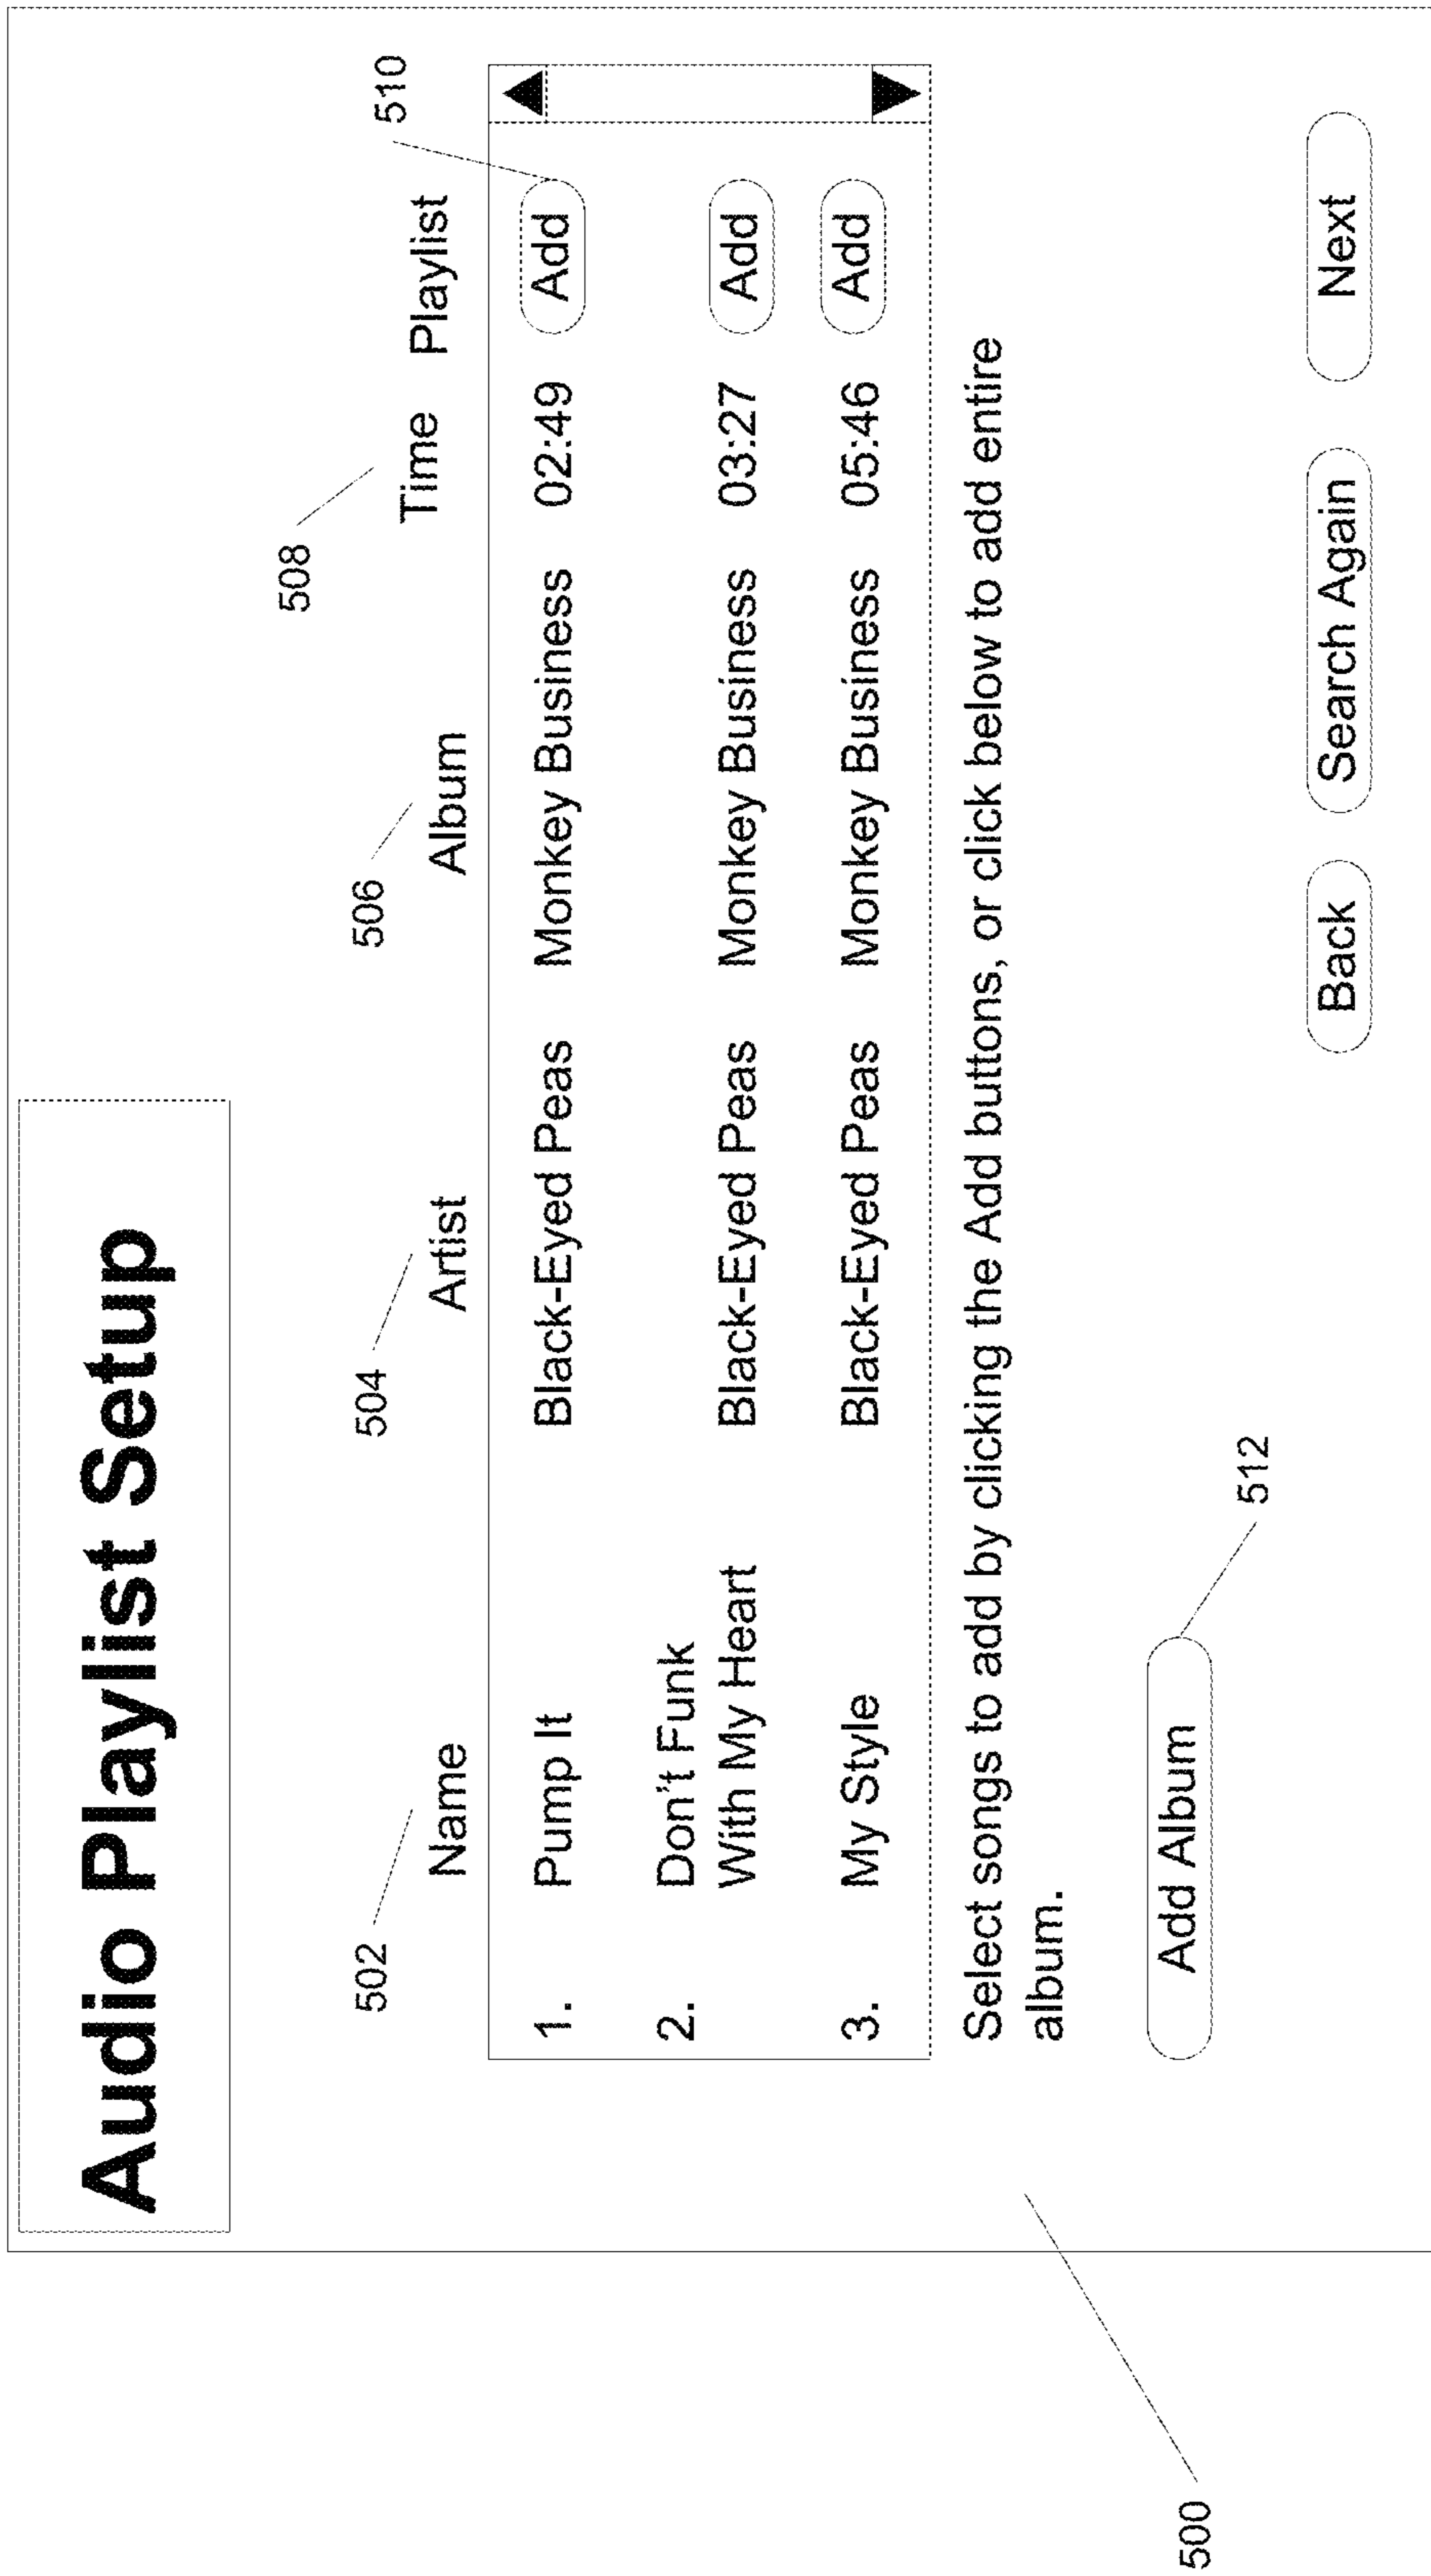 Audio Playlist Setup
508
510
502 504 506
Name Artist Album Time Playlist
1. Pump It Black-Eyed Peas Monkey Business 02:49 Add
2. Don't Funk
With My Heart Black-Eyed Peas Monkey Business 03:27 Add
3. My Style Black-Eyed Peas Monkey Business 05:46 Add
Select songs to add by clicking the Add buttons, or click below to add entire
album.
Add Album
512
500
Back Search Again Next